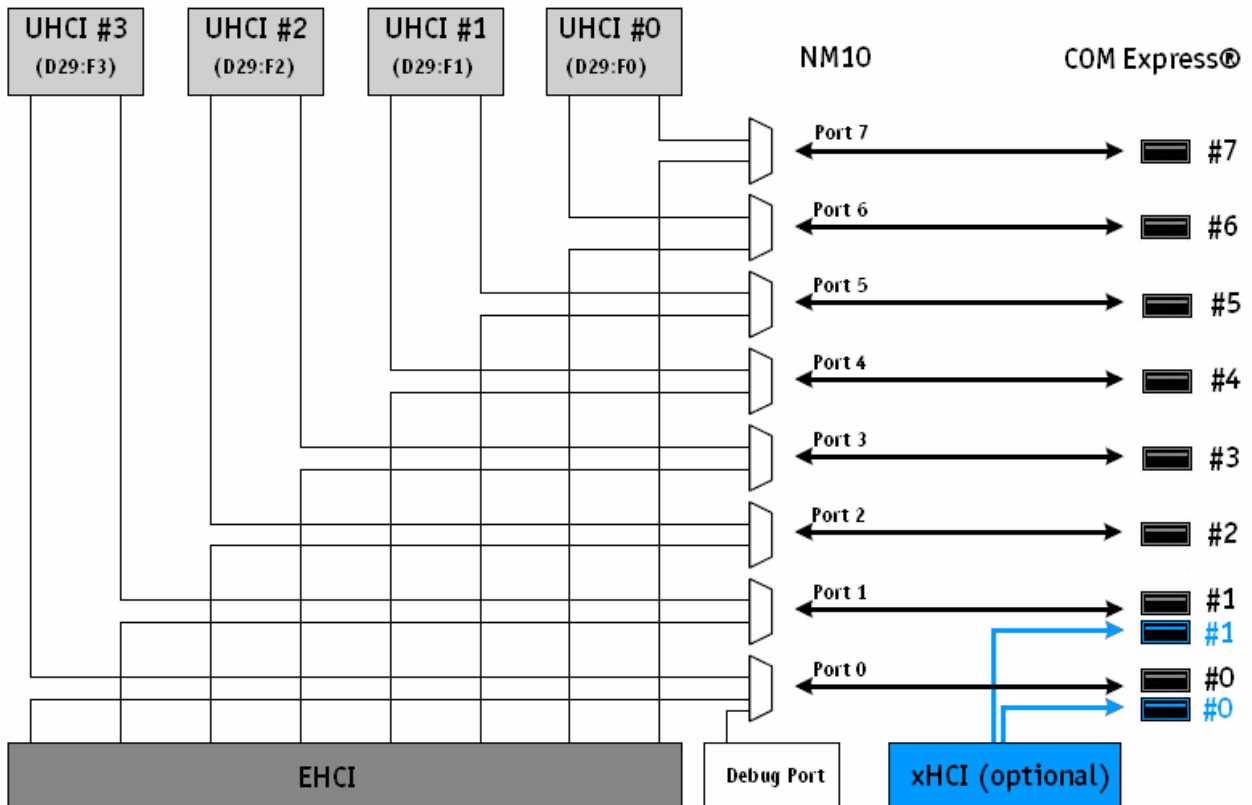 UHCI #3
(D29:F3)
UHCI #2
(D29:F2)
UHCI #1
(D29:F1)
UHCI #0
(D29:F0)
NM10
COM Express®
Port 7
#7
Port 6
#6
Port 5
#5
Port 4
#4
Port 3
#3
Port 2
#2
Port 1
#1
#1
Port 0
#0
#0
EHCI
Debug Port
xHCI (optional)